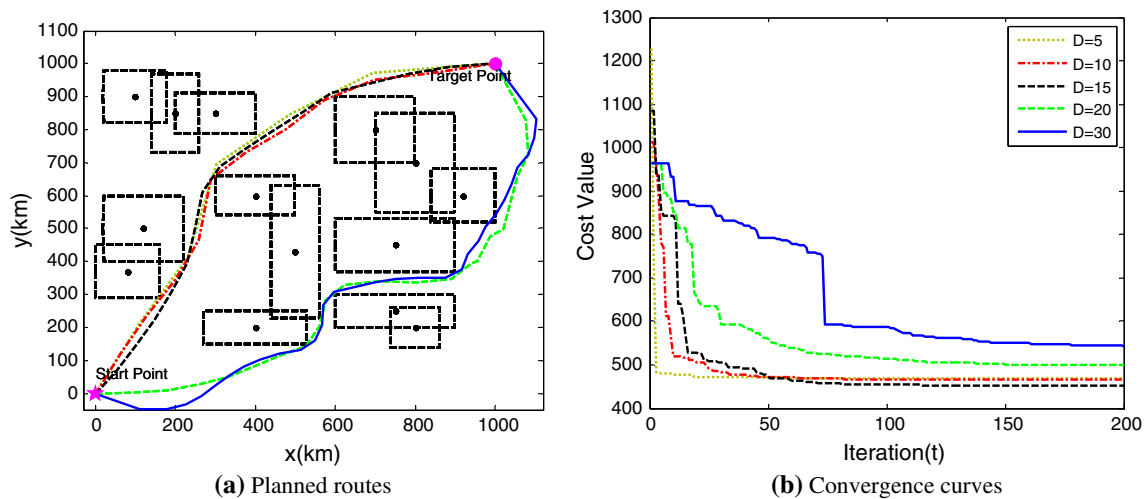 1100
1000
900
800
700
600
500
400
300
200
100
0
y(km)
Target Point
Start Point
0 200 400 600 800 1000
x(km)
(a) Planned routes
1300
1200
1100
1000
900
800
700
600
500
400
Cost Value
D=5
D=10
D=15
D=20
D=30
0 50 100 150 200
Iteration(t)
(b) Convergence curves